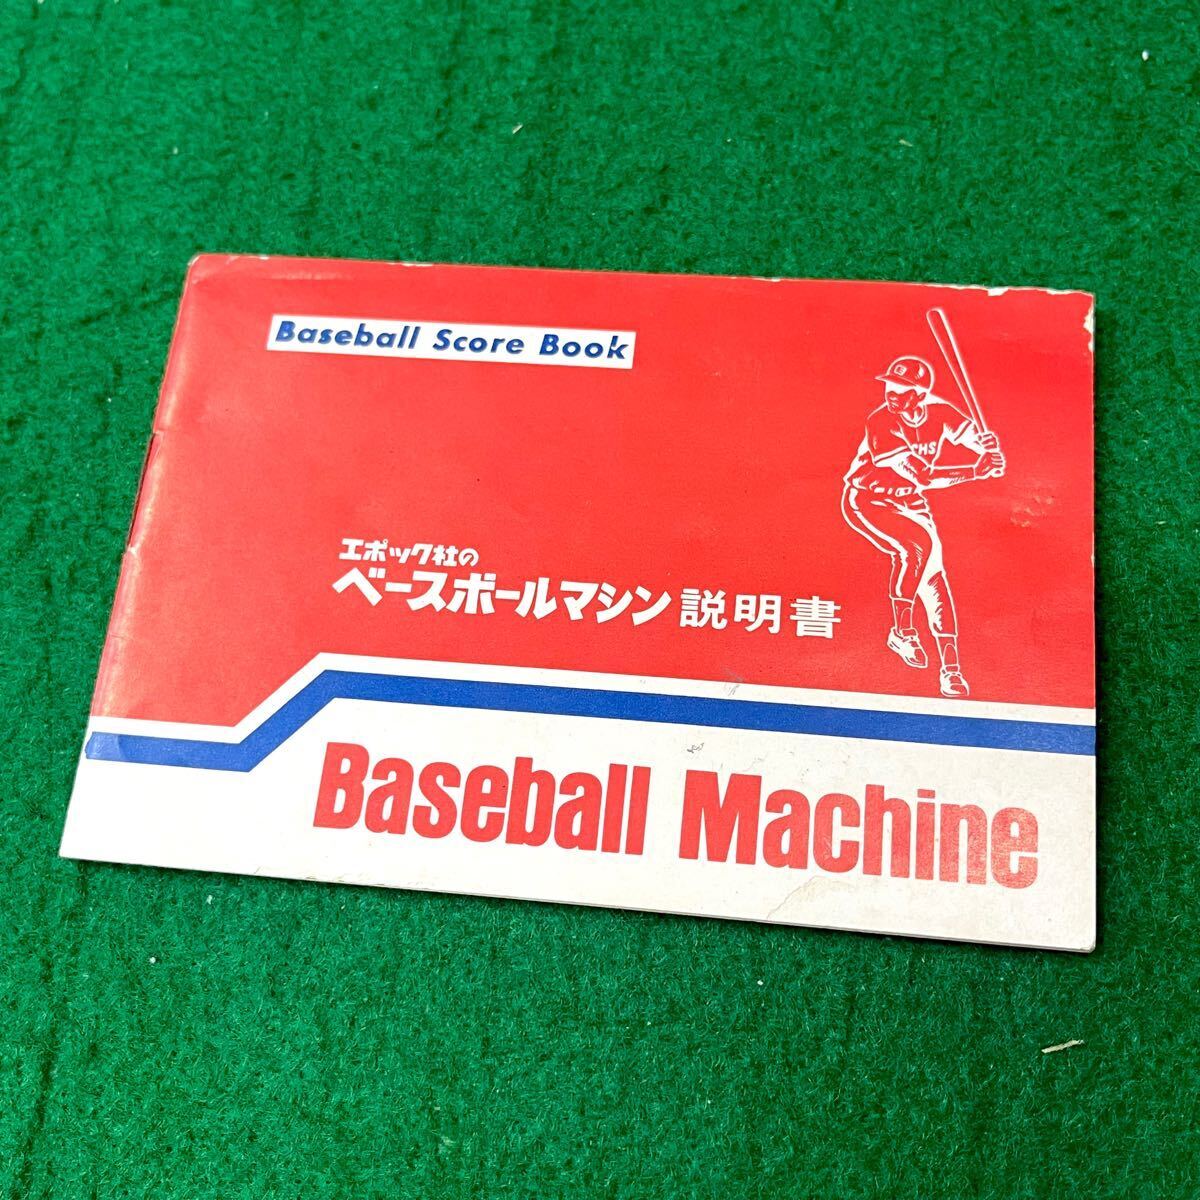 Baseball Score Book
エポック社の
ベースボールマシン 説明書
CHS
Baseball Machine